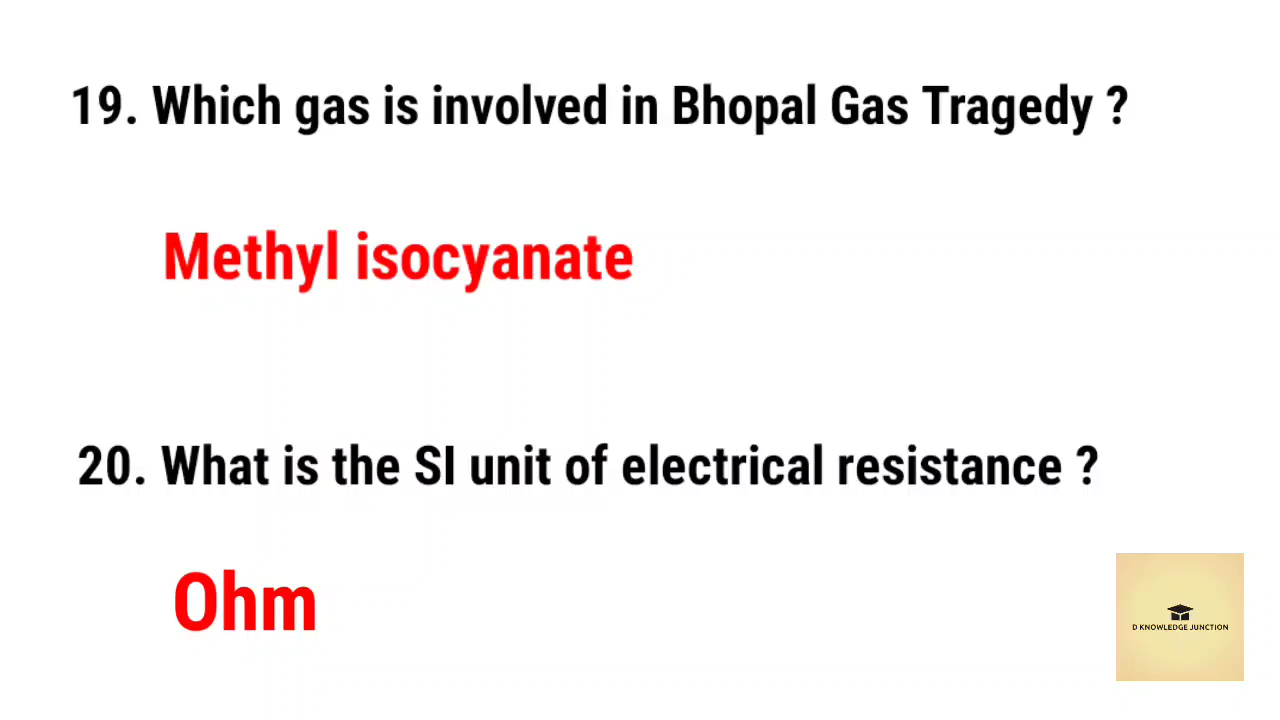 19. Which gas is involved in Bhopal Gas Tragedy ?
Methyl isocyanate
20. What is the SI unit of electrical resistance ?
Ohm
D KNOWLEDGE JUNCTION